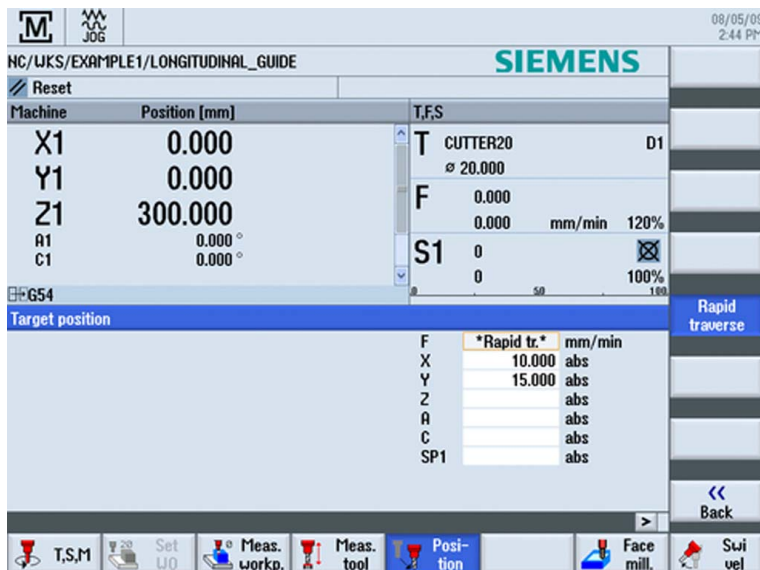 M
JOG
08/05/09
2:44 PM
NC/WKS/EXAMPLE1/LONGITUDINAL_GUIDE
SIEMENS
Reset
Machine Position [mm] T,F,S
X1 0.000
Y1 0.000
Z1 300.000
A1 0.000 °
C1 0.000 °
G54
T CUTTER20 D1
ø 20.000
F 0.000
0.000 mm/min 120%
S1 0
0 100%
0 50 100
Rapid
traverse
Target position
F *Rapid tr.* mm/min
X 10.000 abs
Y 15.000 abs
Z abs
A abs
C abs
SP1 abs
<<
Back
>
T,S,M
Set
WO
Meas.
workp.
Meas.
tool
Posi-
tion
Face
mill.
Swi
vel